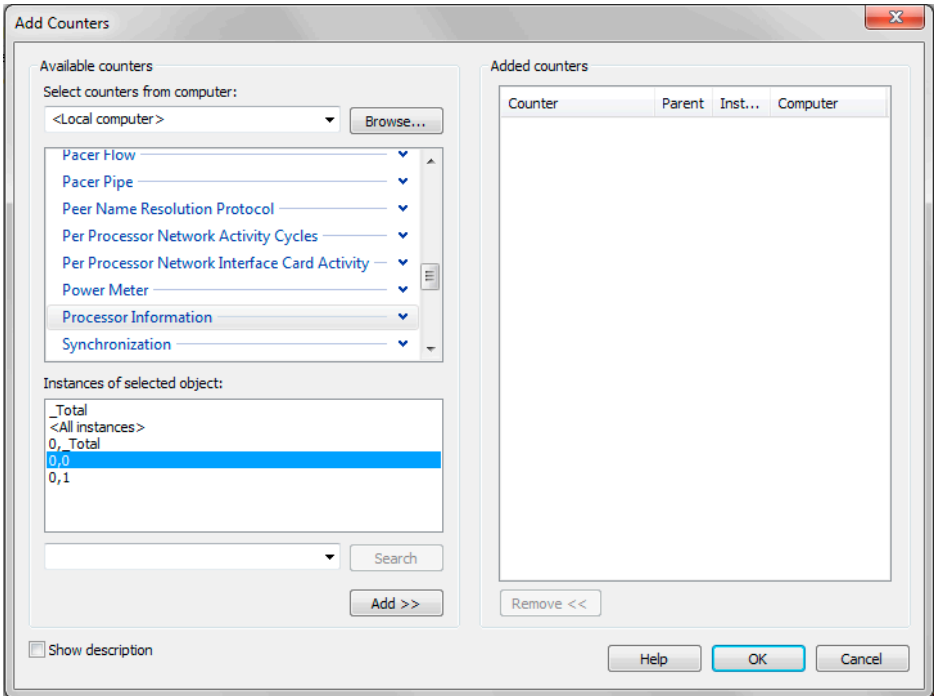 Add Counters
Available counters
Select counters from computer:
<Local computer>
Browse...
Pacer Flow
Pacer Pipe
Peer Name Resolution Protocol
Per Processor Network Activity Cycles
Per Processor Network Interface Card Activity
Power Meter
Processor Information
Synchronization
Instances of selected object:
_Total
<All instances>
0,_Total
0,0
0,1
Search
Add >>
Show description
Added counters
Counter Parent Inst... Computer
Remove <<
Help OK Cancel